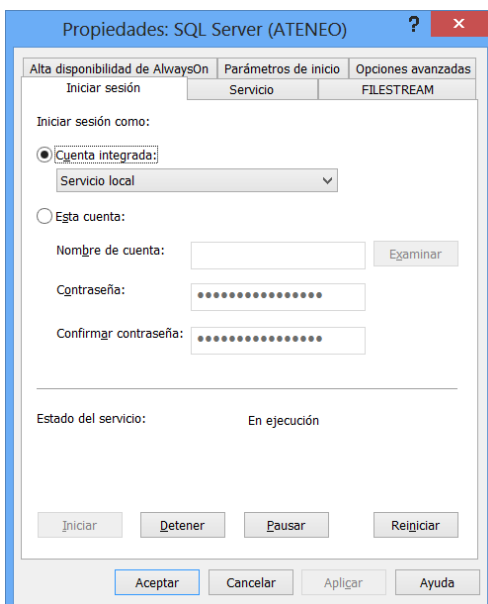 Propiedades: SQL Server (ATENEO)
?
x
Alta disponibilidad de AlwaysOn Parámetros de inicio Opciones avanzadas
Iniciar sesión Servicio FILESTREAM
Iniciar sesión como:
Cuenta integrada:
Servicio local
Esta cuenta:
Nombre de cuenta: Examinar
Contraseña: ••••••••••••••••
Confirmar contraseña: ••••••••••••••••
Estado del servicio: En ejecución
Iniciar Detener Pausar Reiniciar
Aceptar Cancelar Aplicar Ayuda